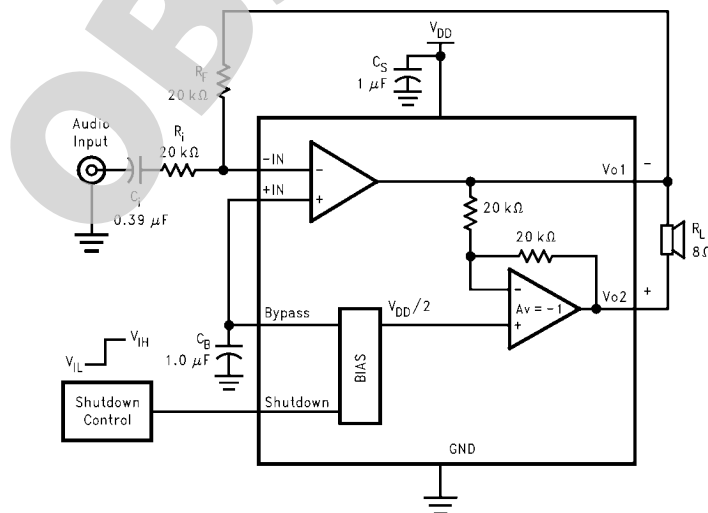 OB
V_DD
C_S
1 µF
R_F
20 kΩ
Audio
Input
R_i
20 kΩ
C_i
0.39 µF
-IN
+IN
-
+
Vo1
-
20 kΩ
20 kΩ
R_L
8Ω
Vo2
+
-
Av = -1
+
V_DD/2
Bypass
BIAS
C_B
1.0 µF
V_IH
V_IL
Shutdown
Control
Shutdown
GND